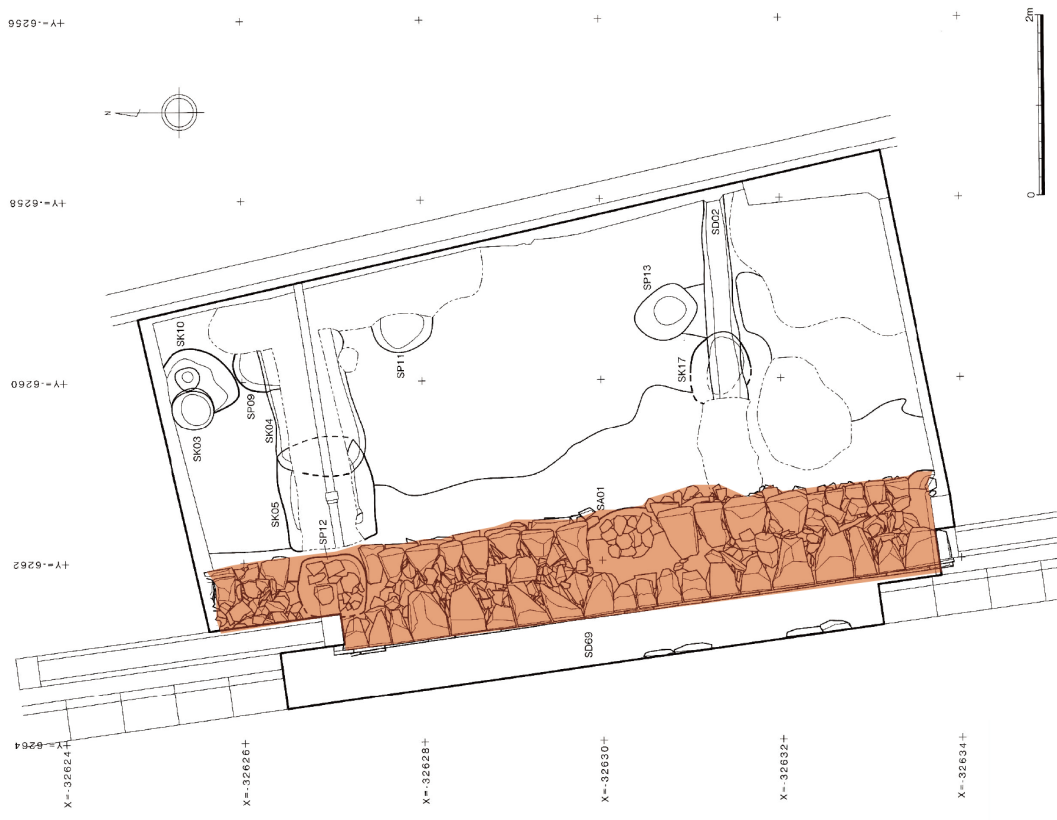 +Y=-6256
2m
N
+Y=-6258
0
SD02
SP13
SK10
SP11
SK17
+Y=-6260
SP09
SK03
SK04
SK05
SA01
SP12
+Y=-6262
SD69
+Y=-6264
X=-32624
X=-32626
X=-32628
X=-32630
X=-32632
X=-32634